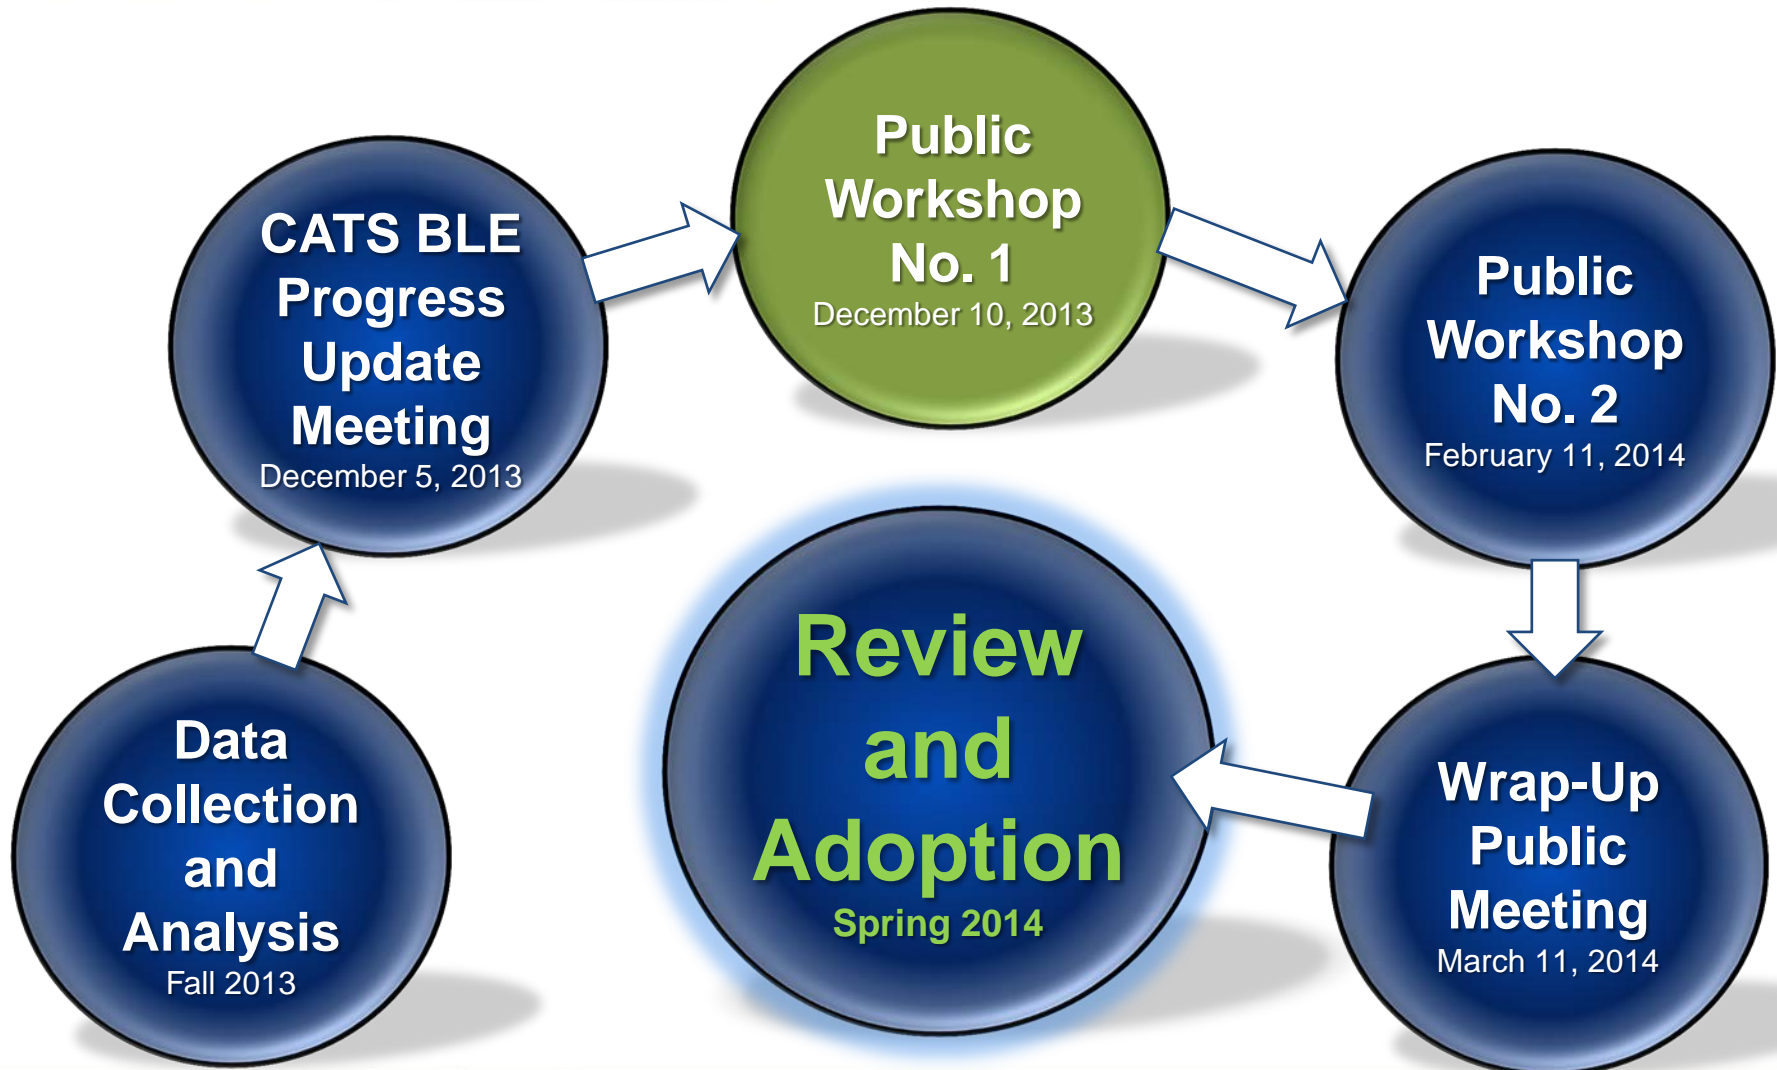 Data
Collection
and
Analysis
Fall 2013
CATS BLE
Progress
Update
Meeting
December 5, 2013
Public
Workshop
No. 1
December 10, 2013
Public
Workshop
No. 2
February 11, 2014
Wrap-Up
Public
Meeting
March 11, 2014
Review
and
Adoption
Spring 2014